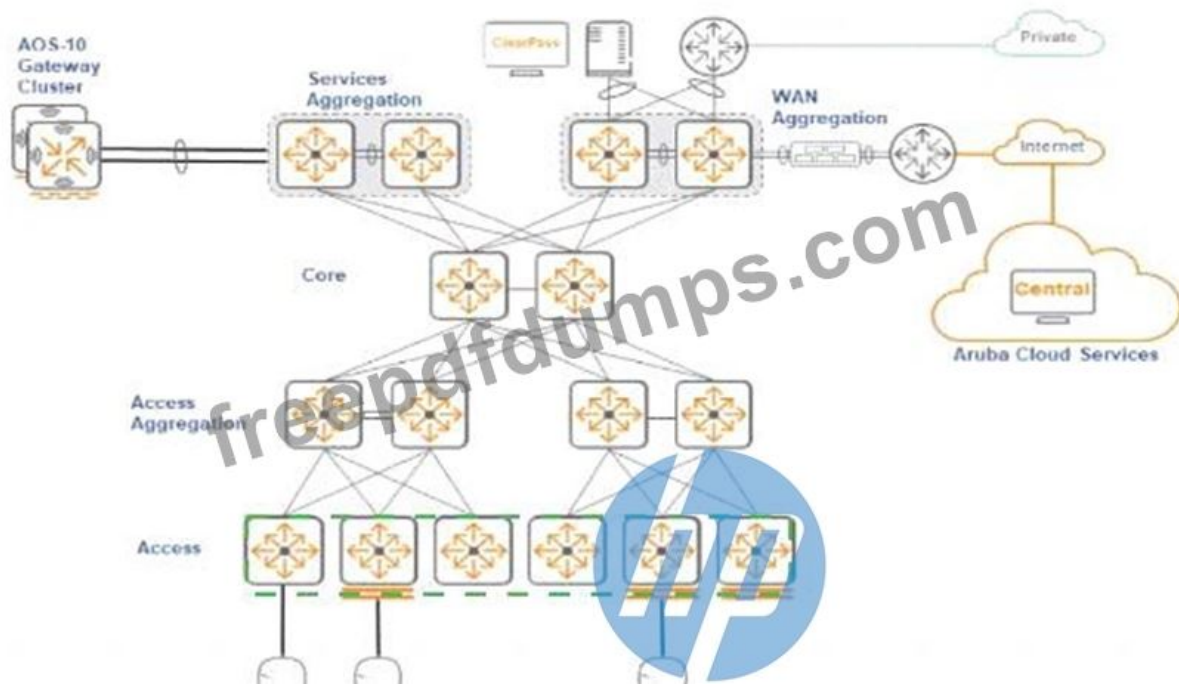 AOS-10
Gateway
Cluster
Services
Aggregation
ClearPass
WAN
Aggregation
Private
Internet
Core
Central
Aruba Cloud Services
Access
Aggregation
Access
freepdfdumps.com
hp